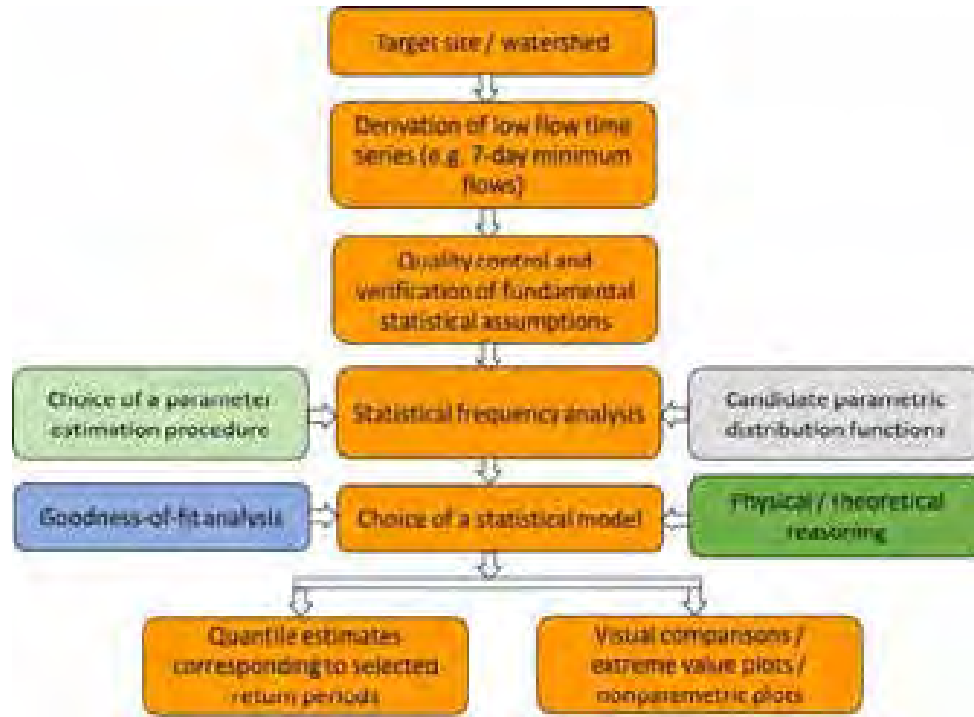 Target site / watershed
Derivation of low flow time
series (e.g. 7-day minimum
flows)
Quality control and
verification of fundamental
statistical assumptions
Choice of a parameter
estimation procedure
Statistical frequency analysis
Candidate parametric
distribution functions
Goodness-of-fit analysis
Choice of a statistical model
Physical / theoretical
reasoning
Quantile estimates
corresponding to selected
return periods
Visual comparisons /
extreme value plots /
nonparametric plots